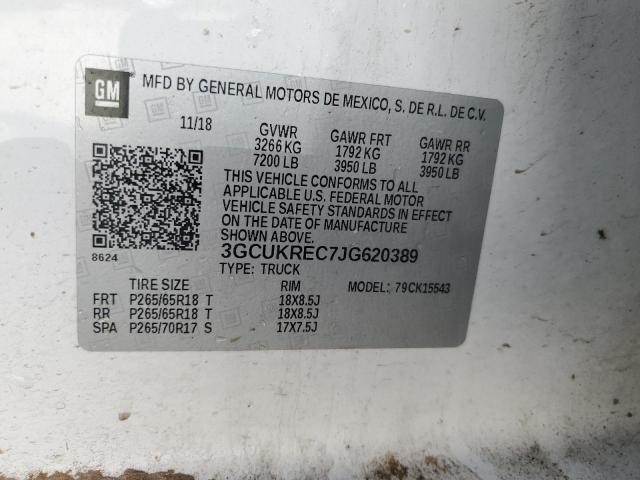 GM
MFD BY GENERAL MOTORS DE MEXICO, S. DE R.L. DE C.V.
11/18 GVWR GAWR FRT GAWR RR
3266 KG 1792 KG 1792 KG
7200 LB 3950 LB 3950 LB
THIS VEHICLE CONFORMS TO ALL
APPLICABLE U.S. FEDERAL MOTOR
VEHICLE SAFETY STANDARDS IN EFFECT
ON THE DATE OF MANUFACTURE
SHOWN ABOVE.
8624 3GCUKREC7JG620389
TYPE: TRUCK
TIRE SIZE RIM MODEL: 79CK15543
FRT P265/65R18 T 18X8.5J
RR P265/65R18 T 18X8.5J
SPA P265/70R17 S 17X7.5J